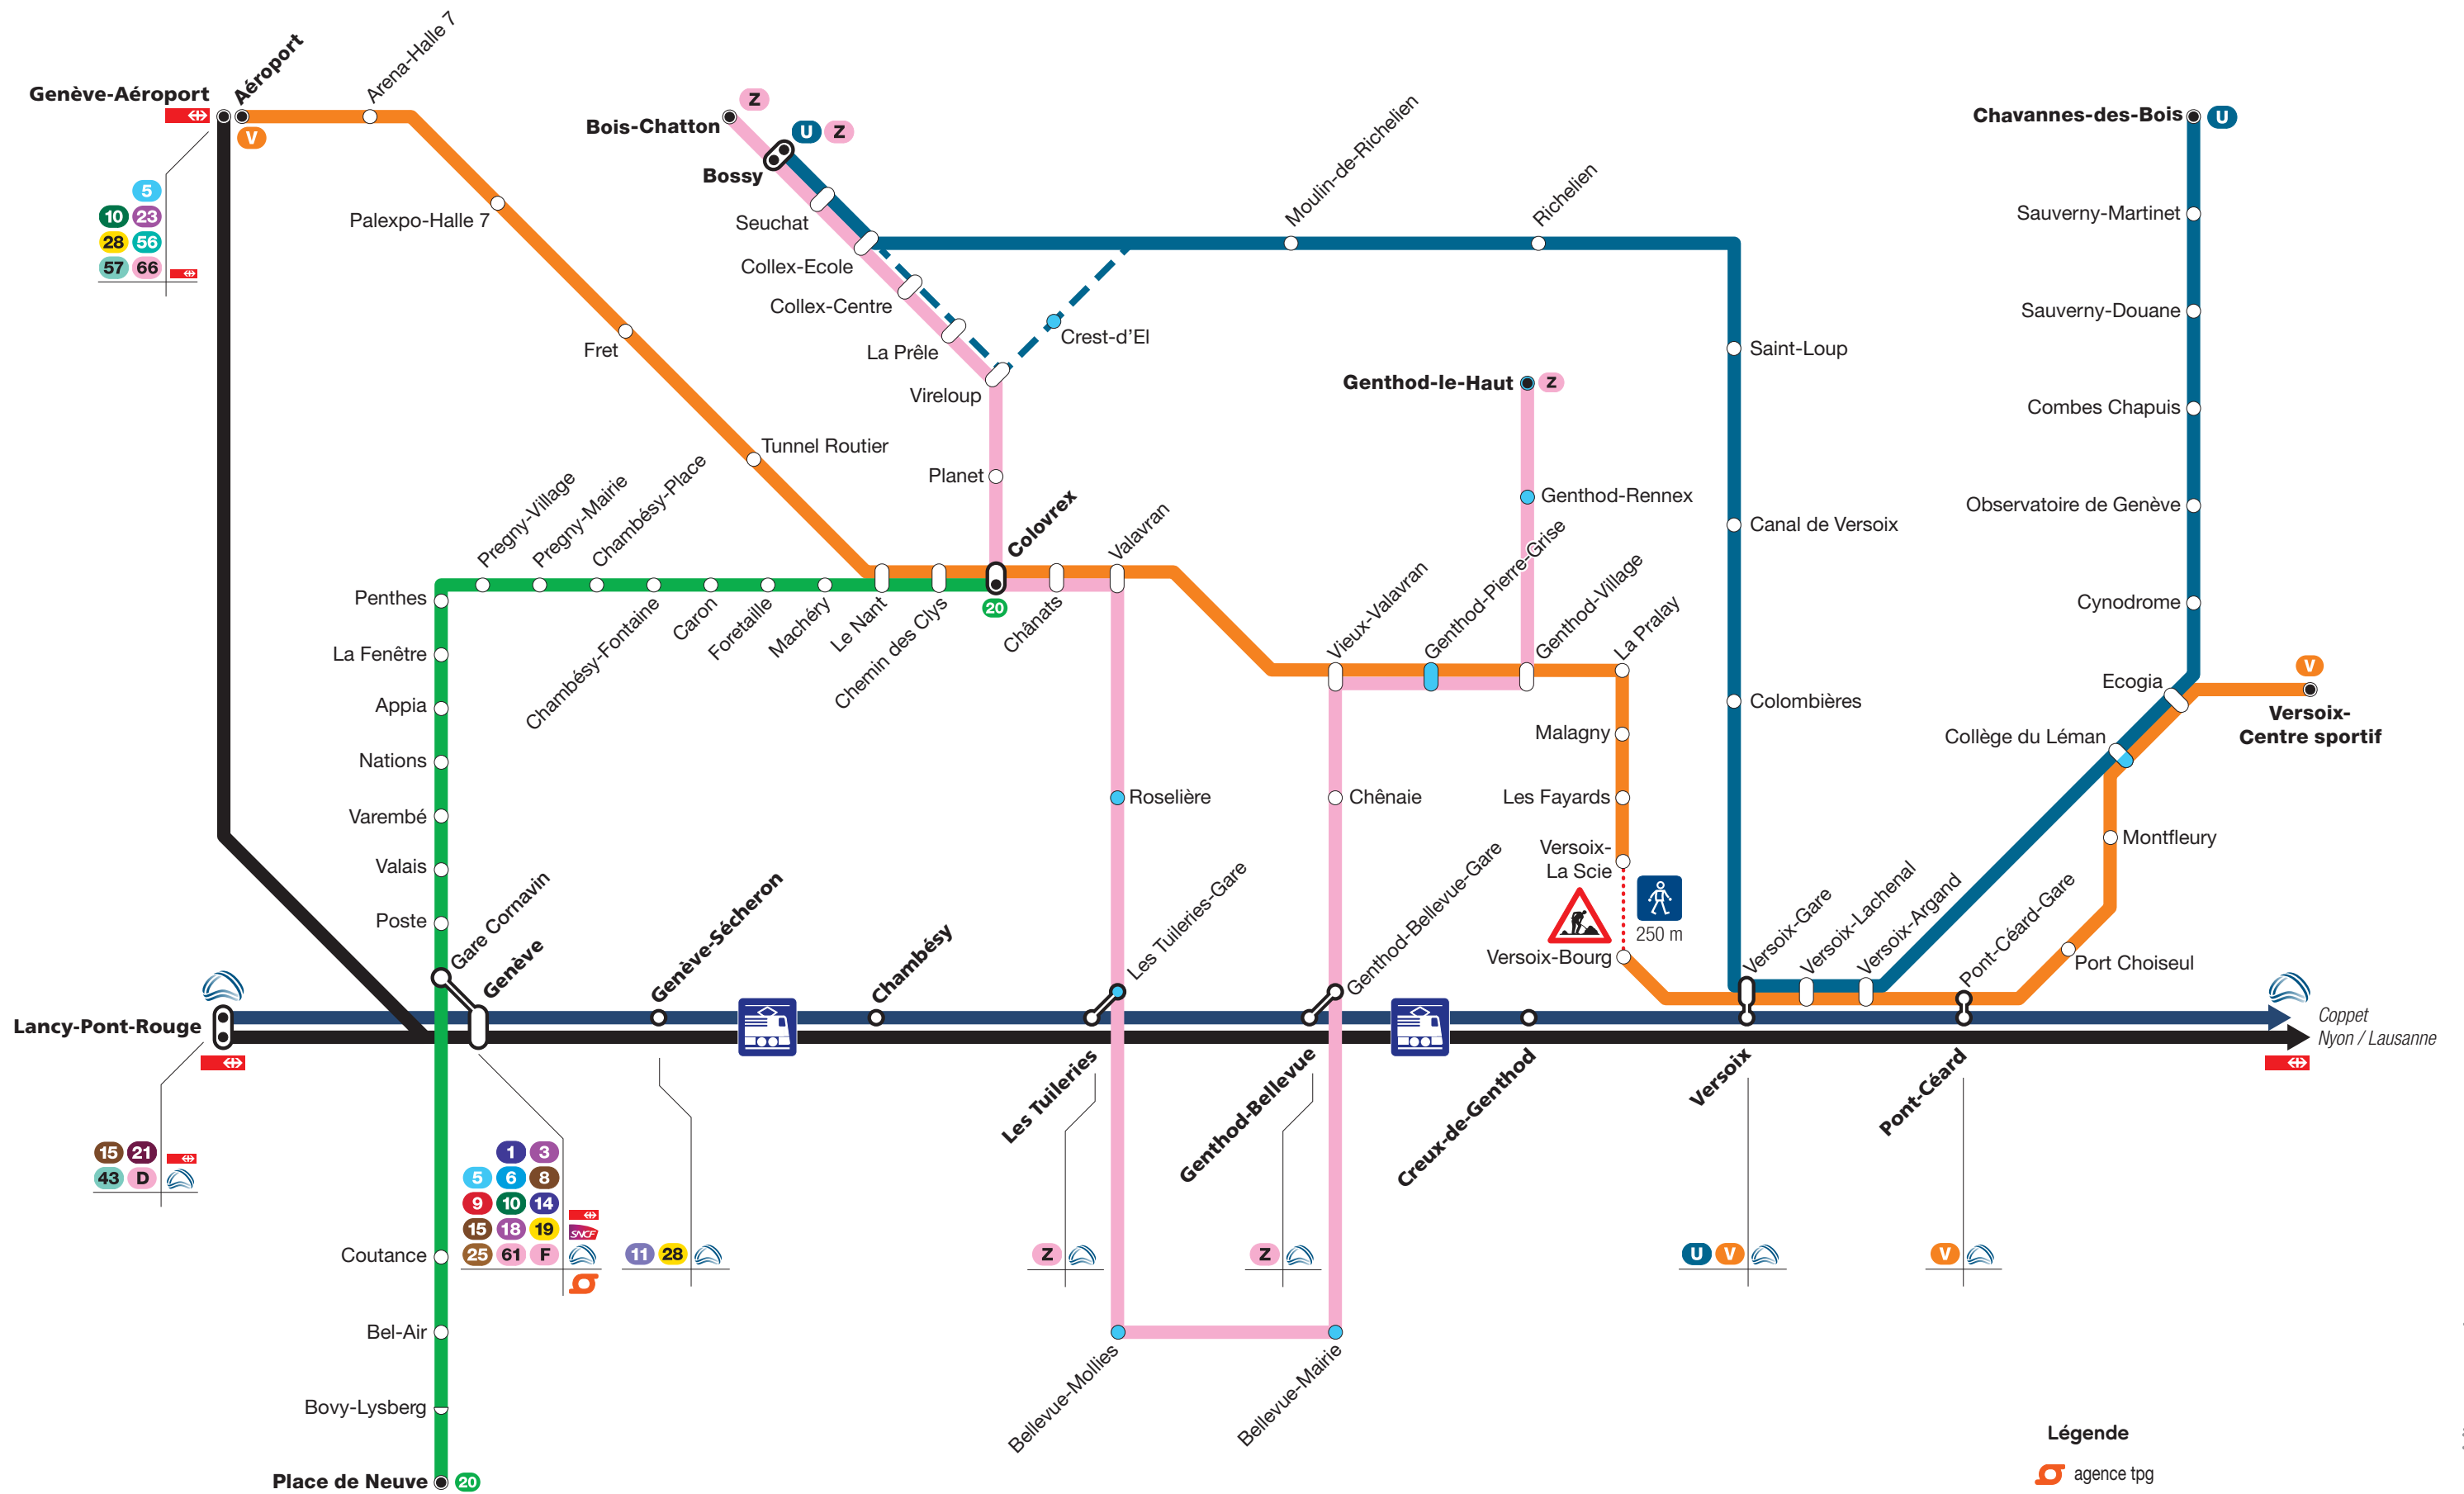 Genève-Aéroport
Aéroport
Arena-Halle 7
V
5
10 23
28 56
57 66
Palexpo-Halle 7
Fret
Tunnel Routier
Z
Bois-Chatton
U Z
Bossy
Seuchat
Collex-Ecole
Collex-Centre
La Prêle
Vireloup
Planet
Crest-d'El
Moulin-de-Richelien
Richelien
Chavannes-des-Bois U
Sauverny-Martinet
Sauverny-Douane
Combes Chapuis
Observatoire de Genève
Cynodrome
Ecogia
Collège du Léman
V
Versoix-
Centre sportif
Saint-Loup
Canal de Versoix
Colombières
Genthod-le-Haut Z
Genthod-Rennex
Genthod-Pierre-Grise
Genthod-Village
Vieux-Valavran
La Pralay
Malagny
Les Fayards
Versoix-
La Scie
250 m
Versoix-Bourg
Colovrex
20
Valavran
Chânats
Chemin des Clys
Le Nant
Machéry
Foretaille
Caron
Chambésy-Fontaine
Chambésy-Place
Pregny-Mairie
Pregny-Village
Penthes
La Fenêtre
Appia
Nations
Varembé
Valais
Poste
Gare Cornavin
Genève
Genève-Sécheron
Chambésy
Roselière
Les Tuileries-Gare
Chênaie
Genthod-Bellevue-Gare
Versoix-Gare
Versoix-Lachenal
Versoix-Argand
Pont-Céard-Gare
Port Choiseul
Montfleury
Lancy-Pont-Rouge
Coppet
Nyon / Lausanne
Les Tuileries
Genthod-Bellevue
Creux-de-Genthod
Versoix
Pont-Céard
15 21
43 D
1 3
5 6 8
9 10 14
15 18 19
25 61 F
SNCF
11 28
Z
Z
U V
V
Coutance
Bel-Air
Bovy-Lysberg
Place de Neuve 20
Bellevue-Mollies
Bellevue-Mairie
Légende
agence tpg